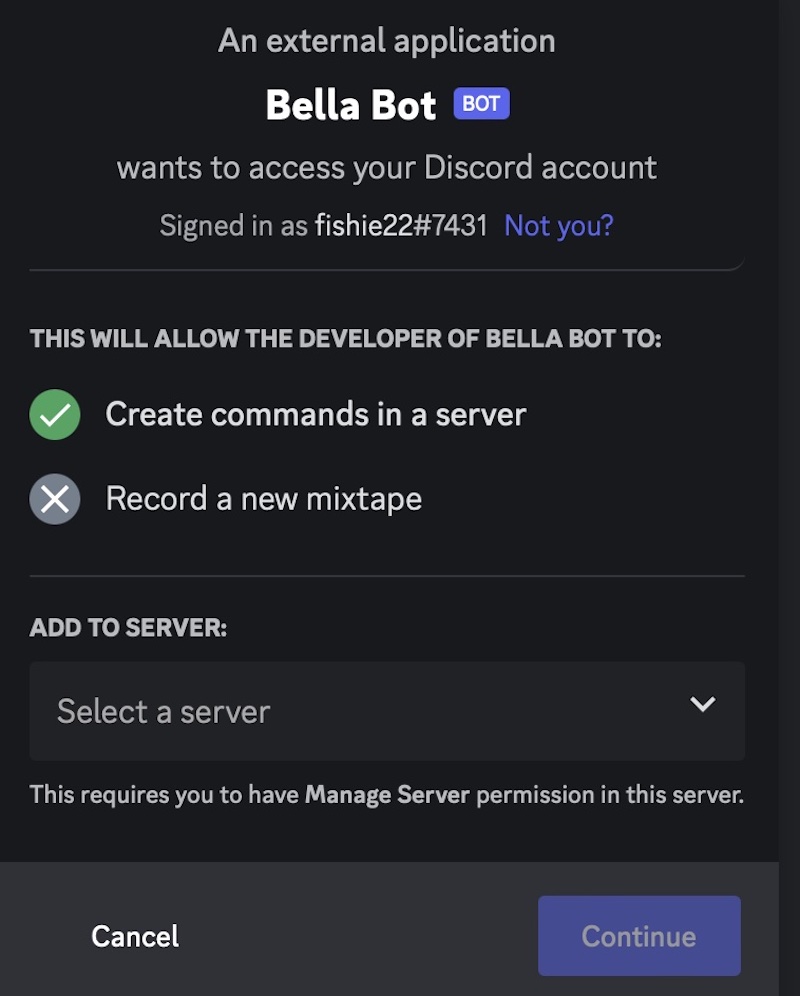 An external application
Bella Bot BOT
wants to access your Discord account
Signed in as fishie22#7431 Not you?
THIS WILL ALLOW THE DEVELOPER OF BELLA BOT TO:
Create commands in a server
Record a new mixtape
ADD TO SERVER:
Select a server
This requires you to have Manage Server permission in this server.
Cancel Continue